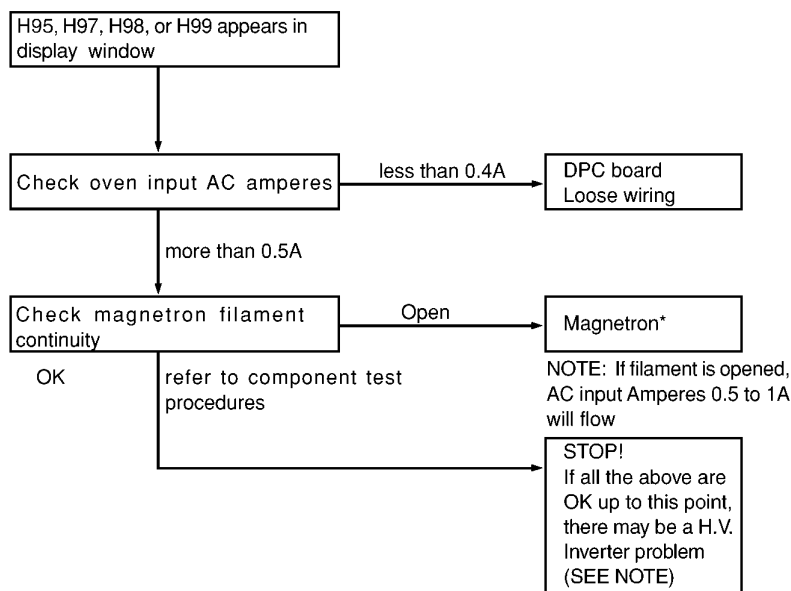 H95, H97, H98, or H99 appears in
display window
Check oven input AC amperes
less than 0.4A
DPC board
Loose wiring
more than 0.5A
Check magnetron filament
continuity
Open
Magnetron*
NOTE: If filament is opened,
AC input Amperes 0.5 to 1A
will flow
OK
refer to component test
procedures
STOP!
If all the above are
OK up to this point,
there may be a H.V.
Inverter problem
(SEE NOTE)